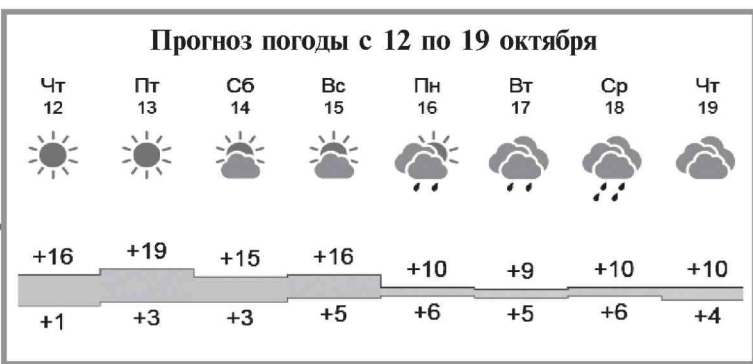 Прогноз погоды с 12 по 19 октября
Чт Пт Сб Вс Пн Вт Ср Чт
12 13 14 15 16 17 18 19
+16 +19 +15 +16 +10 +9 +10 +10
+1 +3 +3 +5 +6 +5 +6 +4